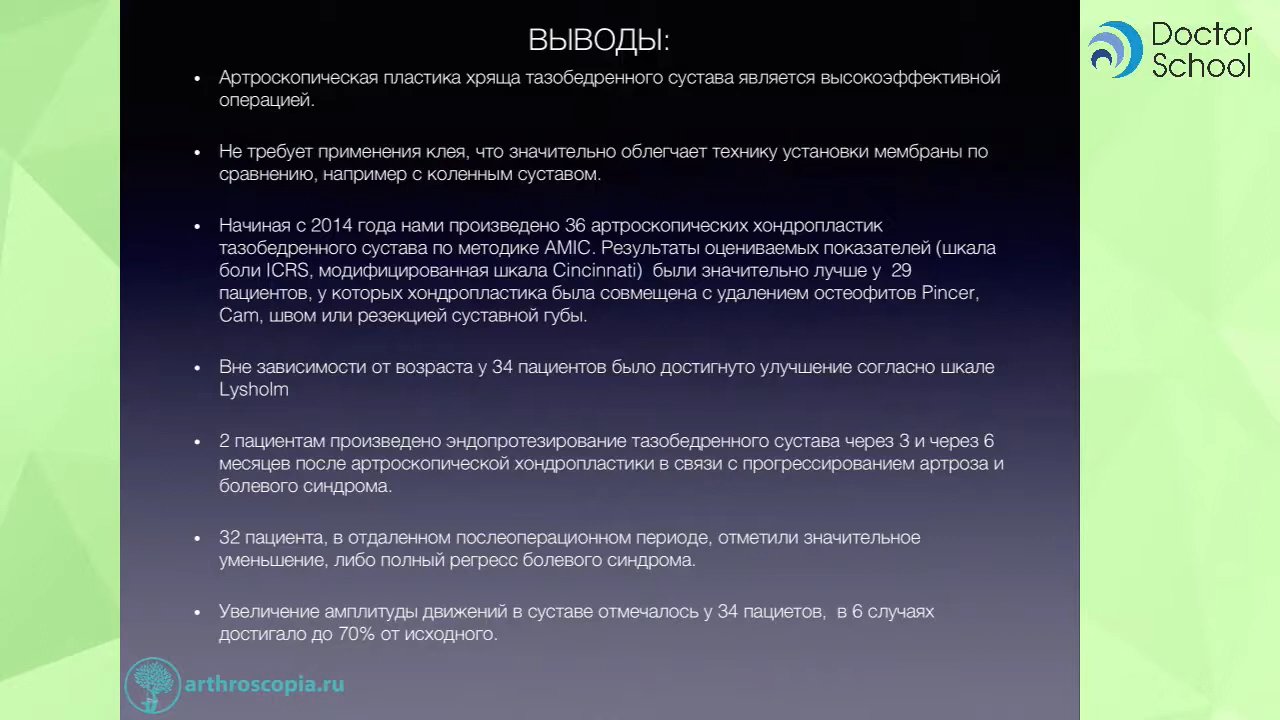 ВЫВОДЫ:
Doctor
School
• Артроскопическая пластика хряща тазобедренного сустава является высокоэффективной
операцией.
• Не требует применения клея, что значительно облегчает технику установки мембраны по
сравнению, например с коленным суставом.
• Начиная с 2014 года нами произведено 36 артроскопических хондропластик
тазобедренного сустава по методике AMIC. Результаты оцениваемых показателей (шкала
боли ICRS, модифицированная шкала Cincinnati) были значительно лучше у 29
пациентов, у которых хондропластика была совмещена с удалением остеофитов Pincer,
Cam, швом или резекцией суставной губы.
• Вне зависимости от возраста у 34 пациентов было достигнуто улучшение согласно шкале
Lysholm
• 2 пациентам произведено эндопротезирование тазобедренного сустава через 3 и через 6
месяцев после артроскопической хондропластики в связи с прогрессированием артроза и
болевого синдрома.
• 32 пациента, в отдаленном послеоперационном периоде, отметили значительное
уменьшение, либо полный регресс болевого синдрома.
• Увеличение амплитуды движений в суставе отмечалось у 34 пациетов, в 6 случаях
достигало до 70% от исходного.
arthroscopia.ru